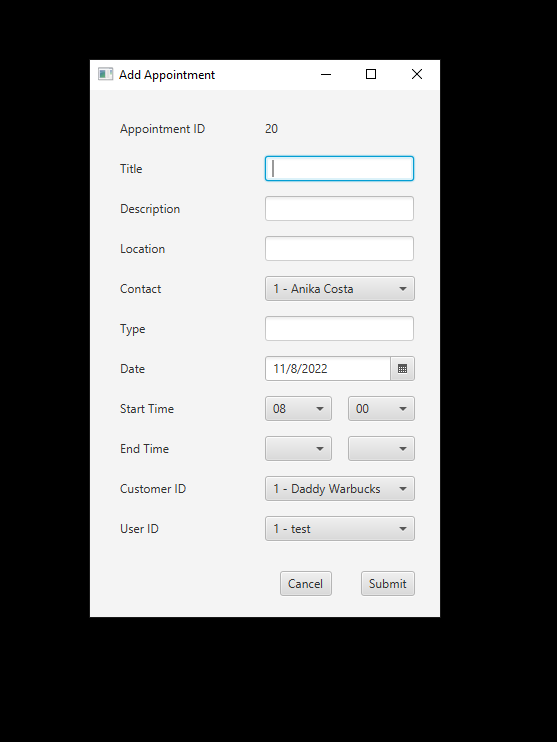 Add Appointment
Appointment ID 20
Title
Description
Location
Contact 1 - Anika Costa
Type
Date 11/8/2022
Start Time 08 00
End Time
Customer ID 1 - Daddy Warbucks
User ID 1 - test
Cancel Submit